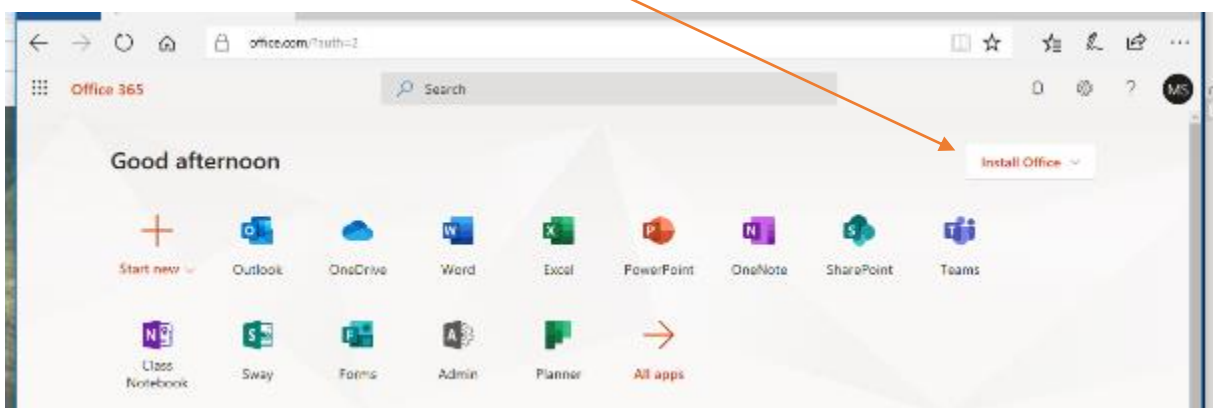 office.com/?auth=2
Office 365
Search
?
MS
Good afternoon
Install Office
Start new
Outlook
OneDrive
Word
Excel
PowerPoint
OneNote
SharePoint
Teams
Class
Notebook
Sway
Forms
Admin
Planner
All apps